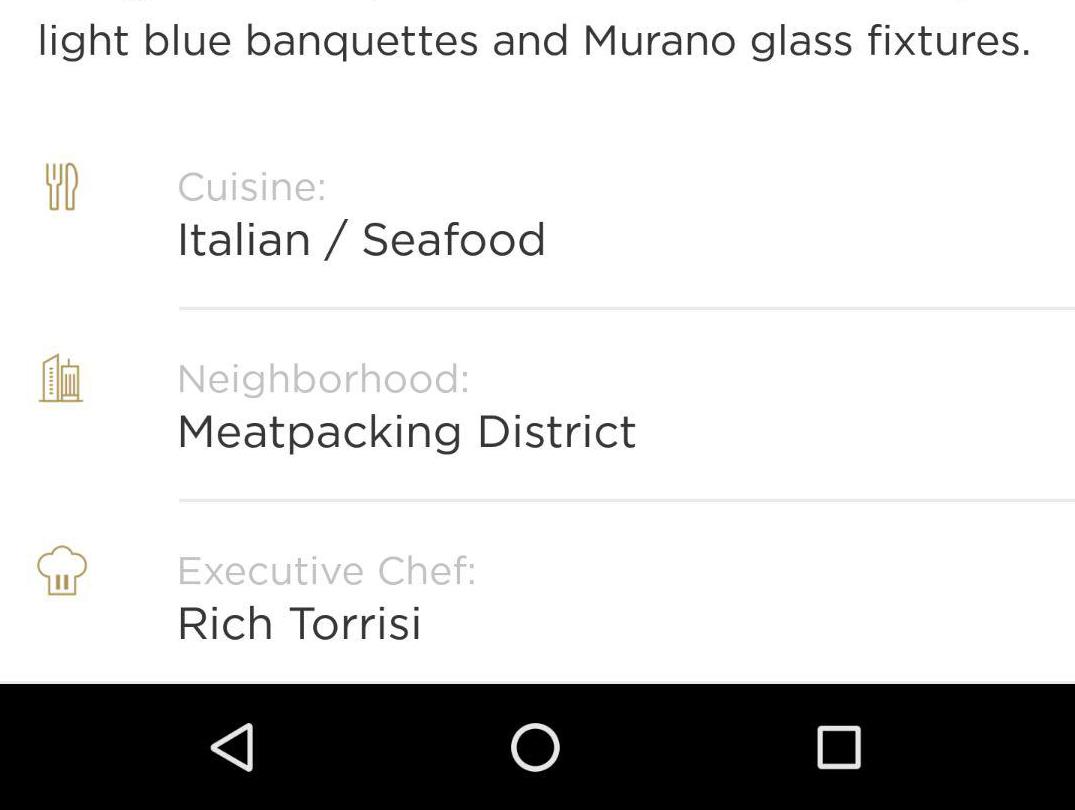 light blue banquettes and Murano glass fixtures.
Cuisine:
Italian / Seafood
Neighborhood:
Meatpacking District
Executive Chef:
Rich Torrisi